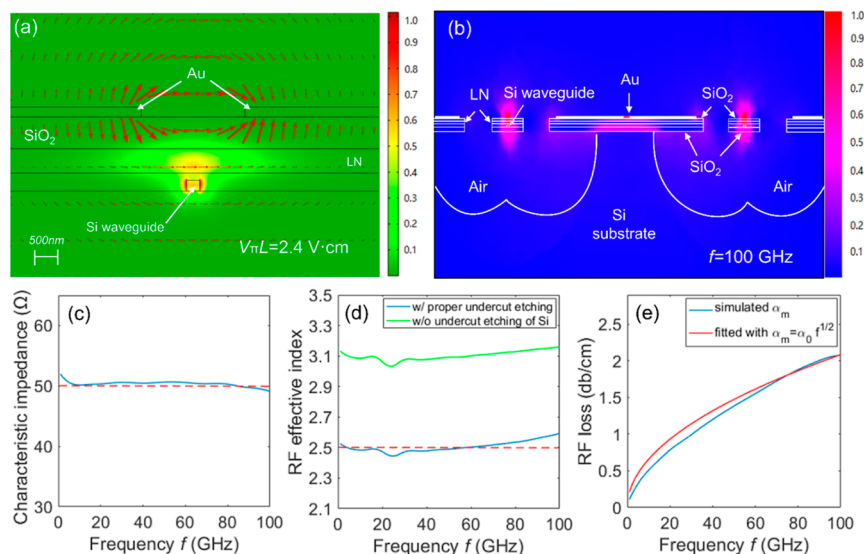 (a)
Au
SiO2
LN
Si waveguide
500nm
VπL=2.4 V·cm
1.0
0.9
0.8
0.7
0.6
0.5
0.4
0.3
0.2
0.1
(b)
Au
LN
Si waveguide
SiO2
SiO2
Air
Air
Si
substrate
f=100 GHz
1.0
0.9
0.8
0.7
0.6
0.5
0.4
0.3
0.2
0.1
(c)
Characteristic impedance (Ω)
60
50
40
30
0 20 40 60 80 100
Frequency f (GHz)
(d)
w/ proper undercut etching
w/o undercut etching of Si
RF effective index
3.5
3.3
3.1
2.9
2.7
2.5
2.3
2.1
0 20 40 60 80 100
Frequency f (GHz)
(e)
simulated αm
fitted with αm=α0 f1/2
RF loss (db/cm)
2
1.5
1
0.5
0
0 20 40 60 80 100
Frequency f (GHz)